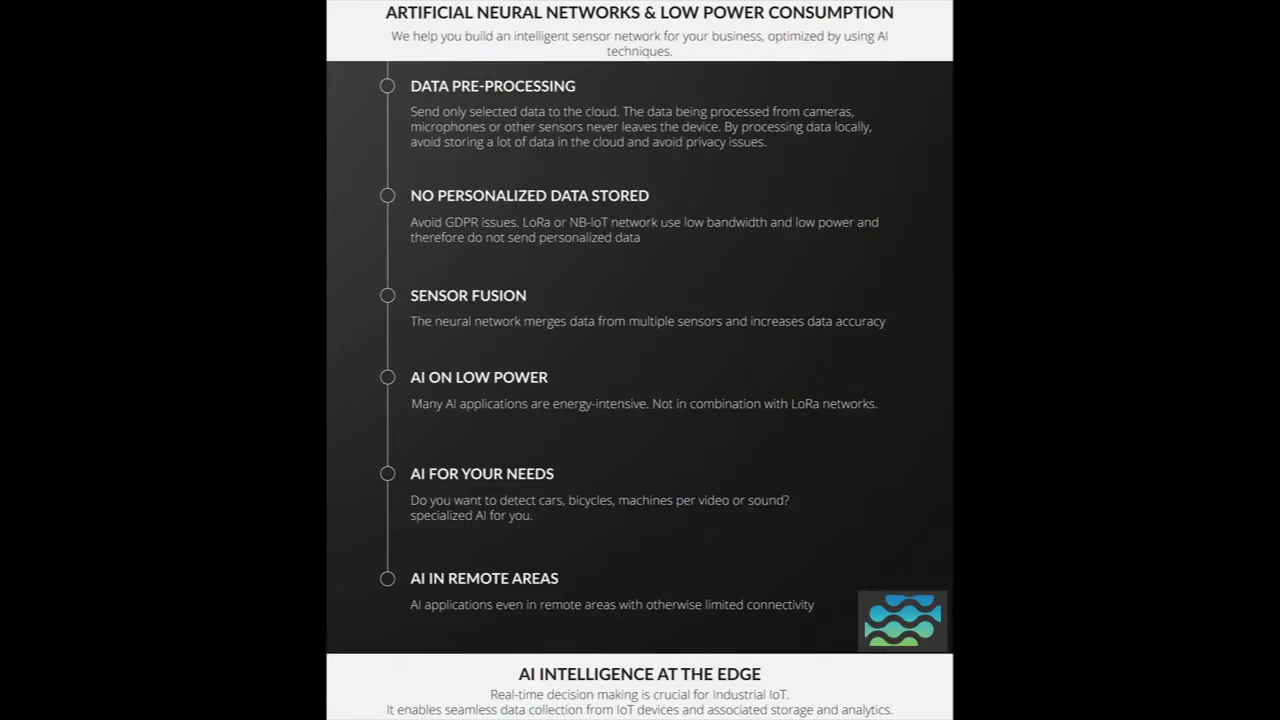 ARTIFICIAL NEURAL NETWORKS & LOW POWER CONSUMPTION
We help you build an intelligent sensor network for your business, optimized by using AI
techniques.
DATA PRE-PROCESSING
Send only selected data to the cloud. The data being processed from cameras,
microphones or other sensors never leaves the device. By processing data locally,
avoid storing a lot of data in the cloud and avoid privacy issues.
NO PERSONALIZED DATA STORED
Avoid GDPR issues. LoRa or NB-IoT network use low bandwidth and low power and
therefore do not send personalized data
SENSOR FUSION
The neural network merges data from multiple sensors and increases data accuracy
AI ON LOW POWER
Many AI applications are energy-intensive. Not in combination with LoRa networks.
AI FOR YOUR NEEDS
Do you want to detect cars, bicycles, machines per video or sound?
specialized AI for you.
AI IN REMOTE AREAS
AI applications even in remote areas with otherwise limited connectivity
AI INTELLIGENCE AT THE EDGE
Real-time decision making is crucial for Industrial IoT.
It enables seamless data collection from IoT devices and associated storage and analytics.